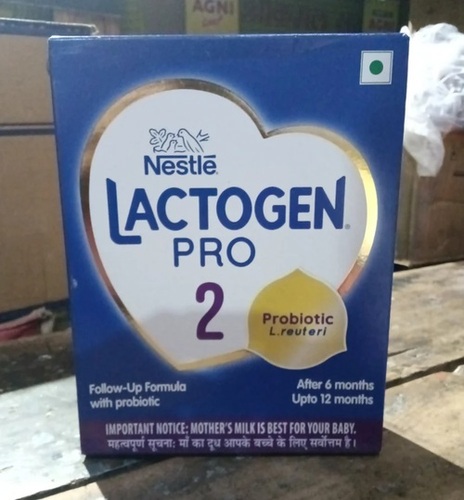 AGNI
Nestlé
LACTOGEN
PRO
2
Probiotic
L.reuteri
Follow-Up Formula
with probiotic
After 6 months
Upto 12 months
IMPORTANT NOTICE: MOTHER'S MILK IS BEST FOR YOUR BABY.
महत्वपूर्ण सूचना: माँ का दूध आपके बच्चे के लिए सर्वोत्तम है।